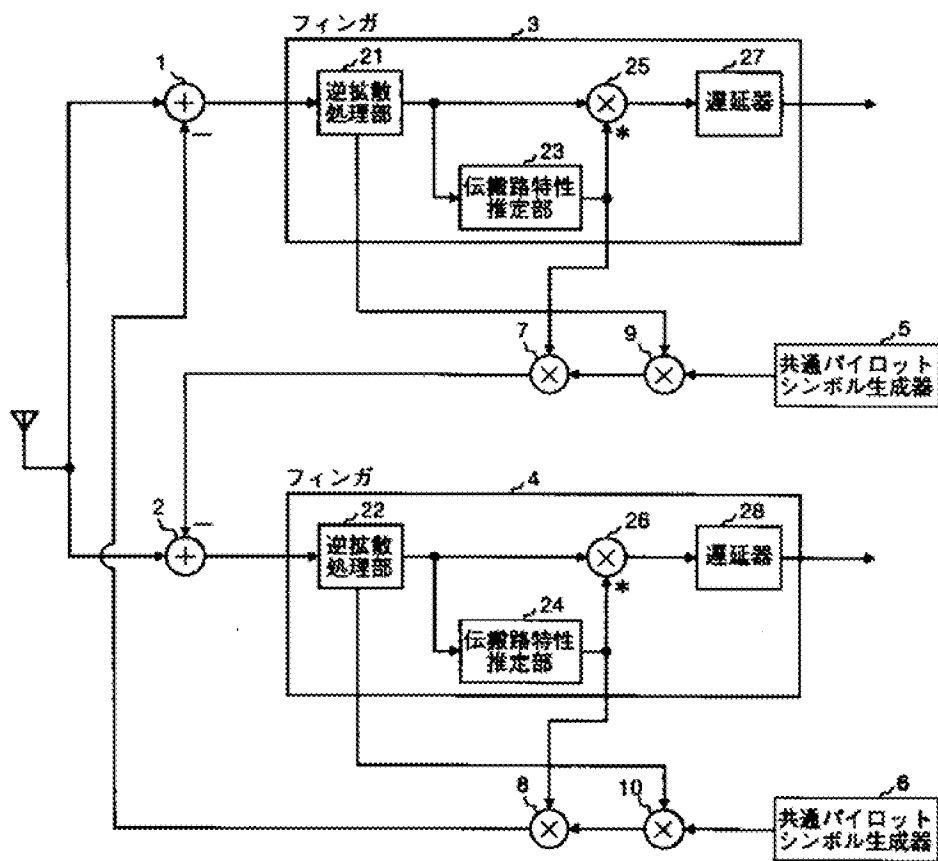 フィンガ
3
1
21
25
27
+
逆拡散
処理部
×
遅延器
−
*
23
伝搬路特性
推定部
7
9
5
×
×
共通パイロット
シンボル生成器
フィンガ
4
2
−
22
26
28
+
逆拡散
処理部
×
遅延器
*
24
伝搬路特性
推定部
8
10
6
×
×
共通パイロット
シンボル生成器